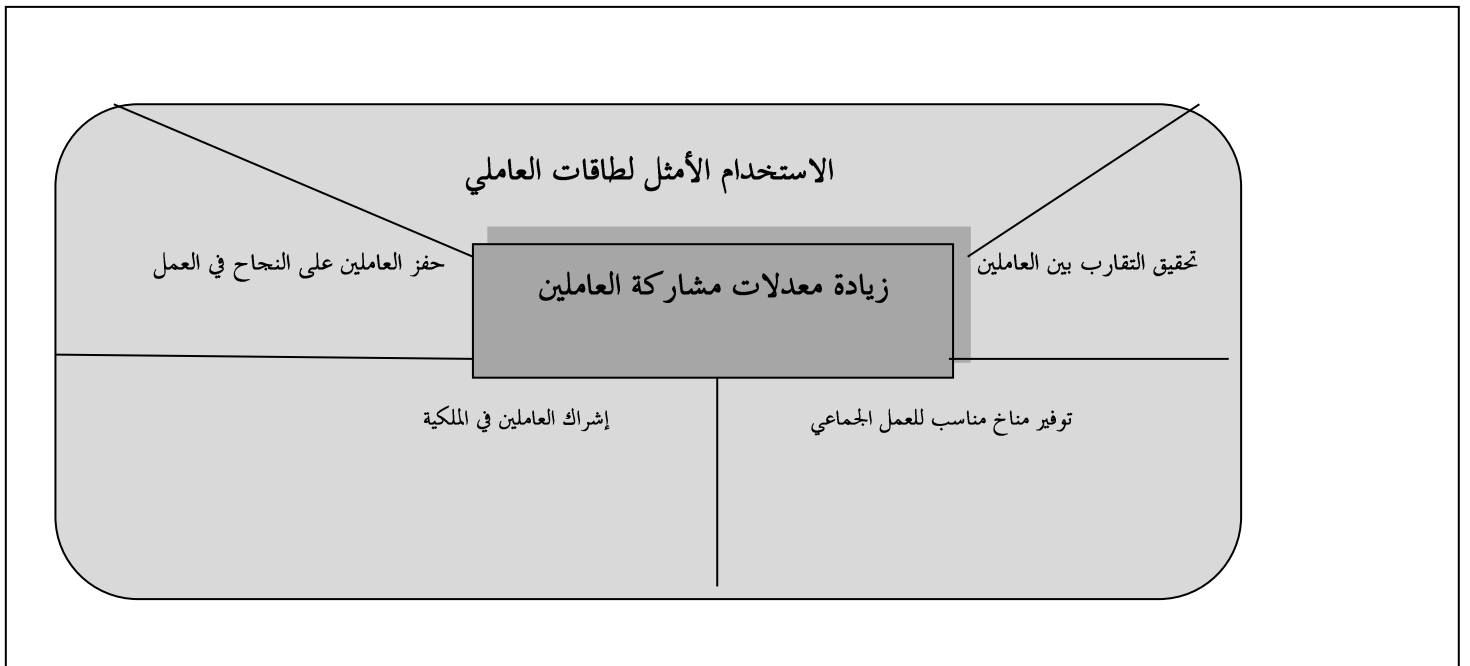 الاستخدام الأمثل لطاقات العاملي
تحقيق التقارب بين العاملين
حفز العاملين على النجاح في العمل
زيادة معدلات مشاركة العاملين
توفير مناخ مناسب للعمل الجماعي
إشراك العاملين في الملكية